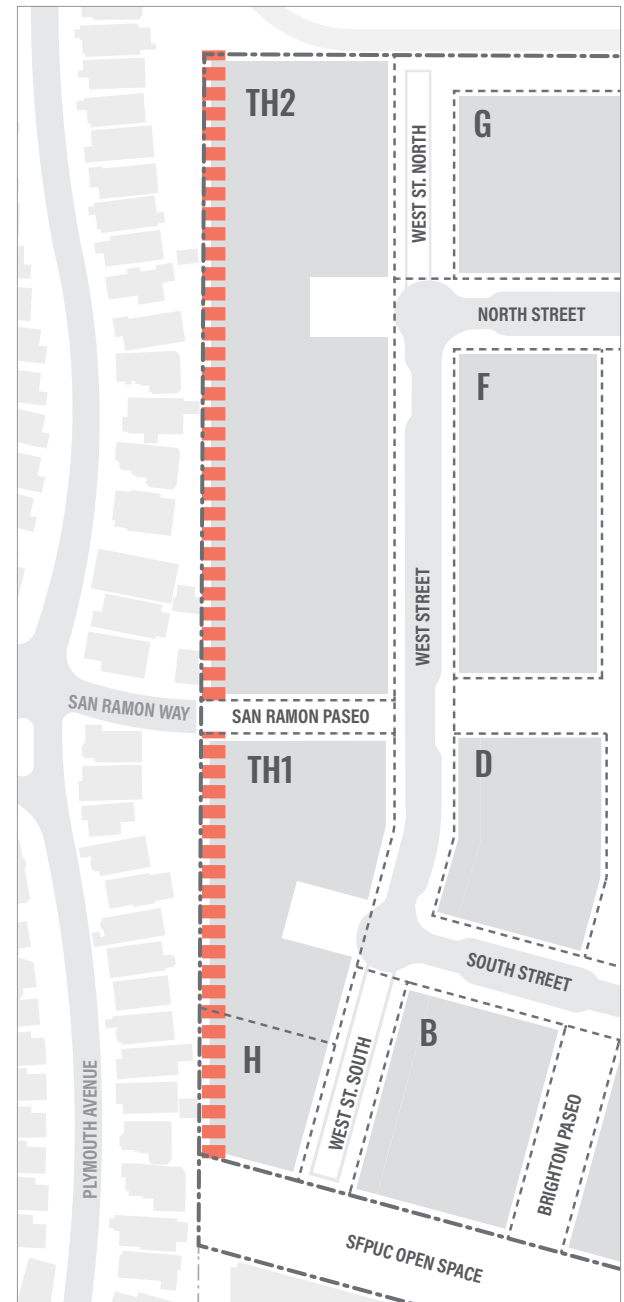 TH2
G
WEST ST. NORTH
NORTH STREET
F
WEST STREET
SAN RAMON WAY
SAN RAMON PASEO
TH1
D
SOUTH STREET
B
H
WEST ST. SOUTH
PLYMOUTH AVENUE
BRIGHTON PASEO
SFPUC OPEN SPACE